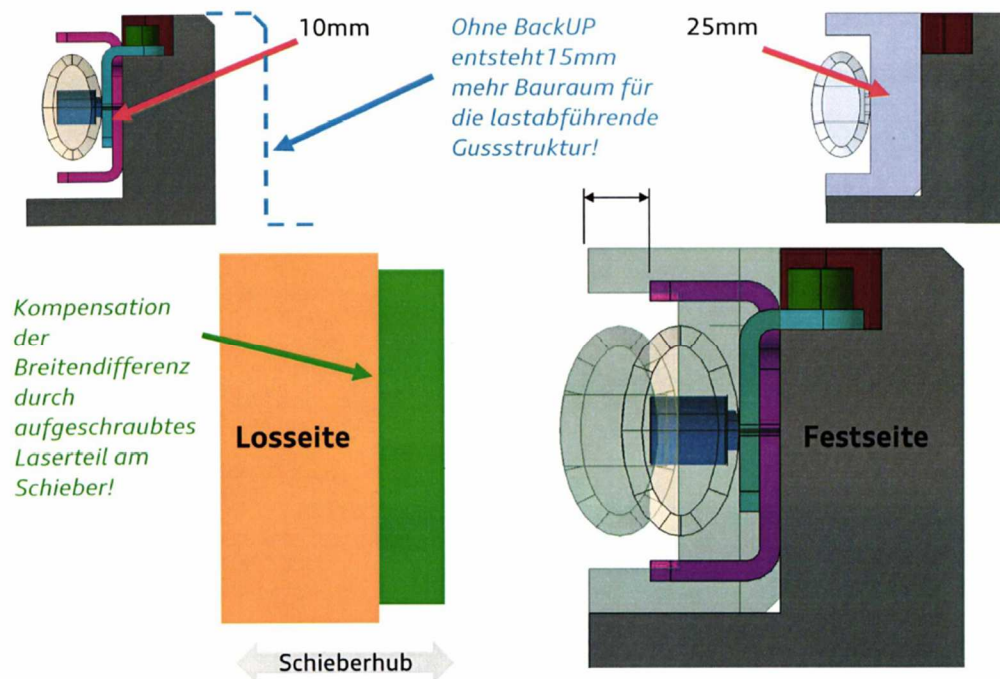 10mm
Ohne BackUP
entsteht15mm
mehr Bauraum für
die lastabführende
Gussstruktur!
25mm
Kompensation
der
Breitendifferenz
durch
aufgeschraubtes
Laserteil am
Schieber!
Losseite
Festseite
Schieberhub